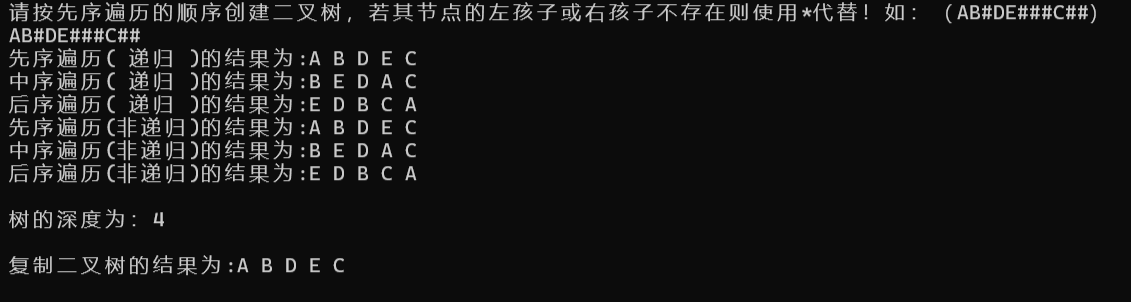 请按先序遍历的顺序创建二叉树，若其节点的左孩子或右孩子不存在则使用*代替！如：（AB#DE###C##）
AB#DE###C##
先序遍历( 递归 )的结果为:A B D E C
中序遍历( 递归 )的结果为:B E D A C
后序遍历( 递归 )的结果为:E D B C A
先序遍历(非递归)的结果为:A B D E C
中序遍历(非递归)的结果为:B E D A C
后序遍历(非递归)的结果为:E D B C A
树的深度为：4
复制二叉树的结果为:A B D E C